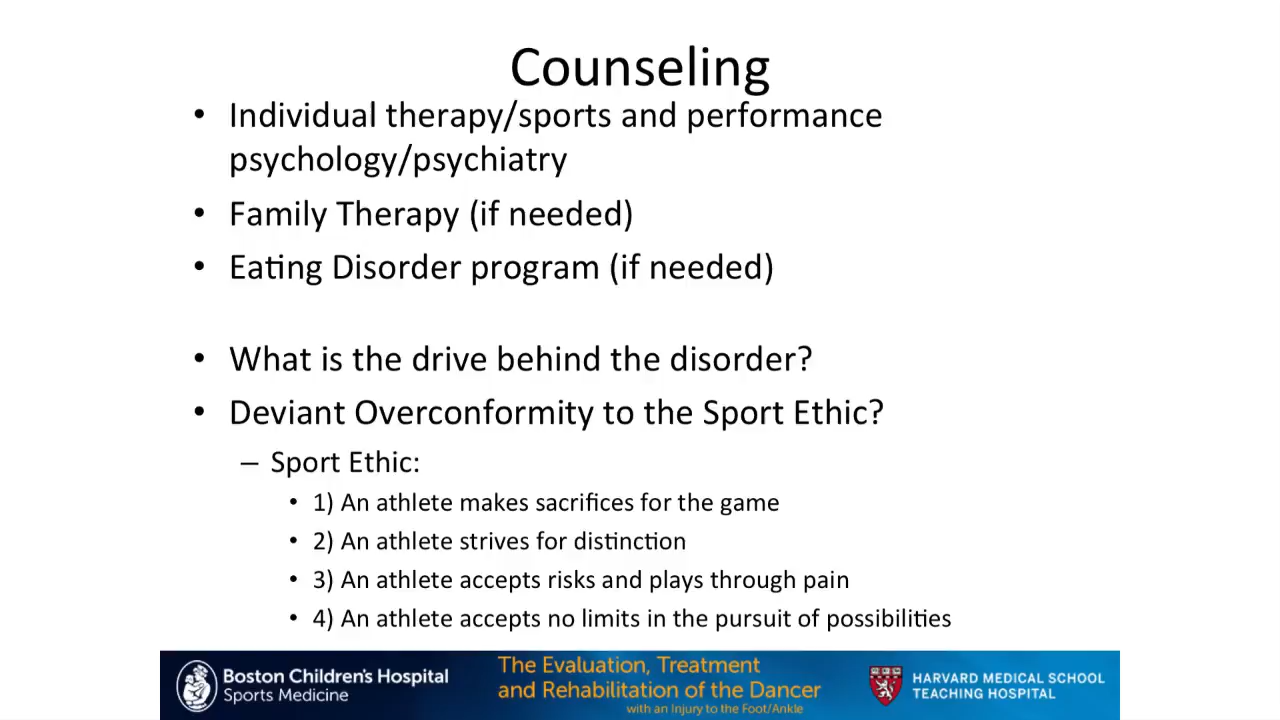 Counseling
• Individual therapy/sports and performance
psychology/psychiatry
• Family Therapy (if needed)
• Eating Disorder program (if needed)
• What is the drive behind the disorder?
• Deviant Overconformity to the Sport Ethic?
– Sport Ethic:
• 1) An athlete makes sacrifices for the game
• 2) An athlete strives for distinction
• 3) An athlete accepts risks and plays through pain
• 4) An athlete accepts no limits in the pursuit of possibilities
Boston Children's Hospital
Sports Medicine
The Evaluation, Treatment
and Rehabilitation of the Dancer
with an Injury to the Foot/Ankle
HARVARD MEDICAL SCHOOL
TEACHING HOSPITAL